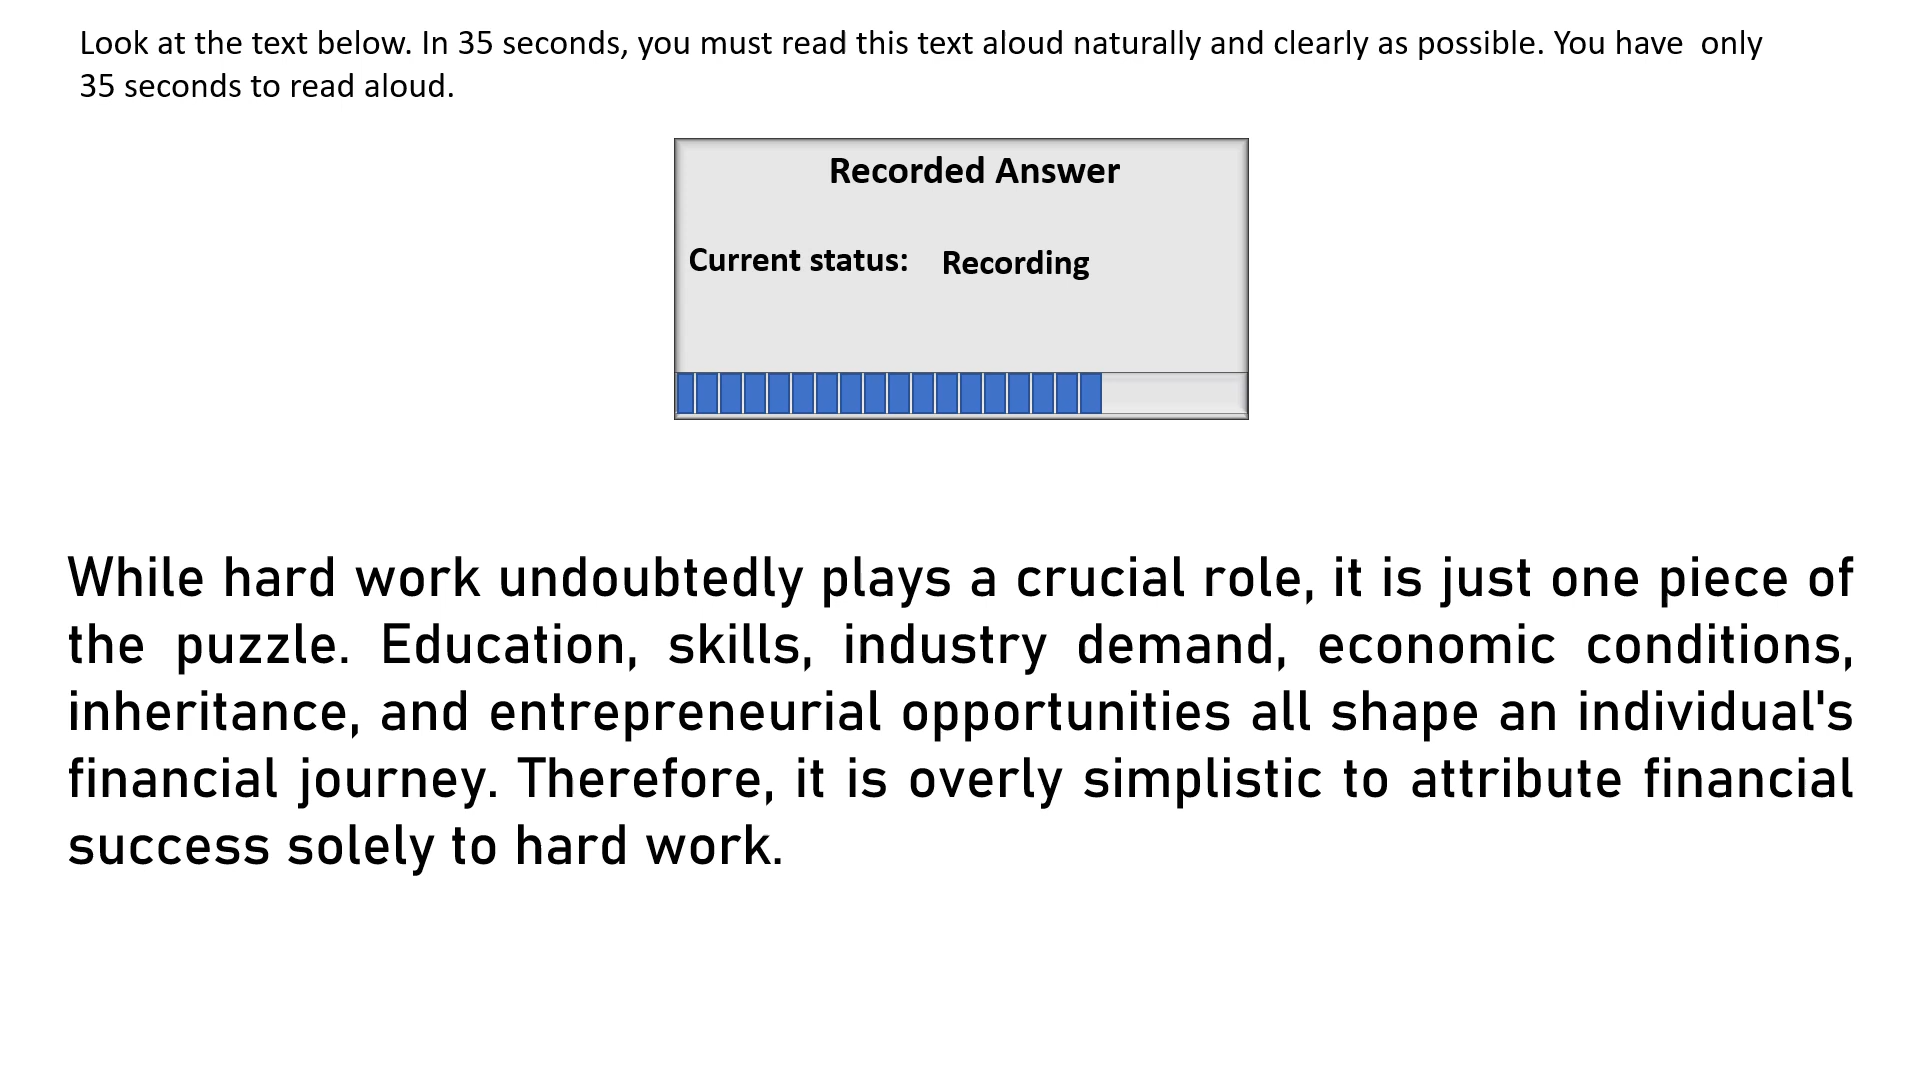 Look at the text below. In 35 seconds, you must read this text aloud naturally and clearly as possible. You have  only
35 seconds to read aloud.
Recorded Answer
Current status: Recording
While hard work undoubtedly plays a crucial role, it is just one piece of
the puzzle. Education, skills, industry demand, economic conditions,
inheritance, and entrepreneurial opportunities all shape an individual's
financial journey. Therefore, it is overly simplistic to attribute financial
success solely to hard work.